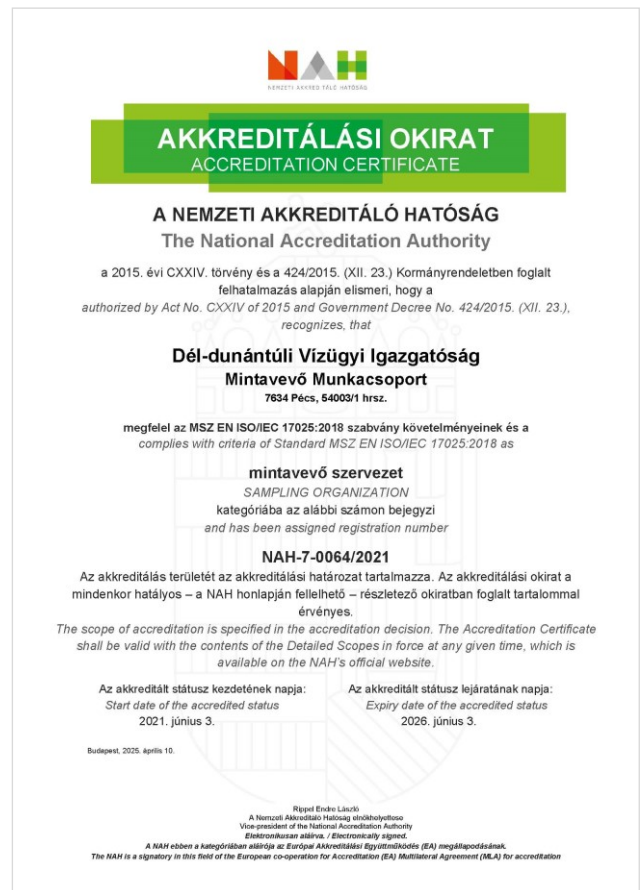 NAH
NEMZETI AKKREDITÁLÓ HATÓSÁG
AKKREDITÁLÁSI OKIRAT
ACCREDITATION CERTIFICATE
A NEMZETI AKKREDITÁLÓ HATÓSÁG
The National Accreditation Authority
a 2015. évi CXXIV. törvény és a 424/2015. (XII. 23.) Kormányrendeletben foglalt
felhatalmazás alapján elismeri, hogy a
authorized by Act No. CXXIV of 2015 and Government Decree No. 424/2015. (XII. 23.),
recognizes, that
Dél-dunántúli Vízügyi Igazgatóság
Mintavevő Munkacsoport
7634 Pécs, 54003/1 hrsz.
megfelel az MSZ EN ISO/IEC 17025:2018 szabvány követelményeinek és a
complies with criteria of Standard MSZ EN ISO/IEC 17025:2018 as
mintavevő szervezet
SAMPLING ORGANIZATION
kategóriába az alábbi számon bejegyzi
and has been assigned registration number
NAH-7-0064/2021
Az akkreditálás területét az akkreditálási határozat tartalmazza. Az akkreditálási okirat a
mindenkor hatályos – a NAH honlapján fellelhető – részletező okiratban foglalt tartalommal
érvényes.
The scope of accreditation is specified in the accreditation decision. The Accreditation Certificate
shall be valid with the contents of the Detailed Scopes in force at any given time, which is
available on the NAH's official website.
Az akkreditált státusz kezdetének napja:
Start date of the accredited status
2021. június 3.
Az akkreditált státusz lejáratának napja:
Expiry date of the accredited status
2026. június 3.
Budapest, 2025. április 10.
Rippel Endre László
A Nemzeti Akkreditáló Hatóság elnökhelyettese
Vice-president of the National Accreditation Authority
Elektronikusan aláírva. / Electronically signed.
A NAH ebben a kategóriában aláírója az Európai Akkreditálási Együttműködés (EA) megállapodásának.
The NAH is a signatory in this field of the European co-operation for Accreditation (EA) Multilateral Agreement (MLA) for accreditation